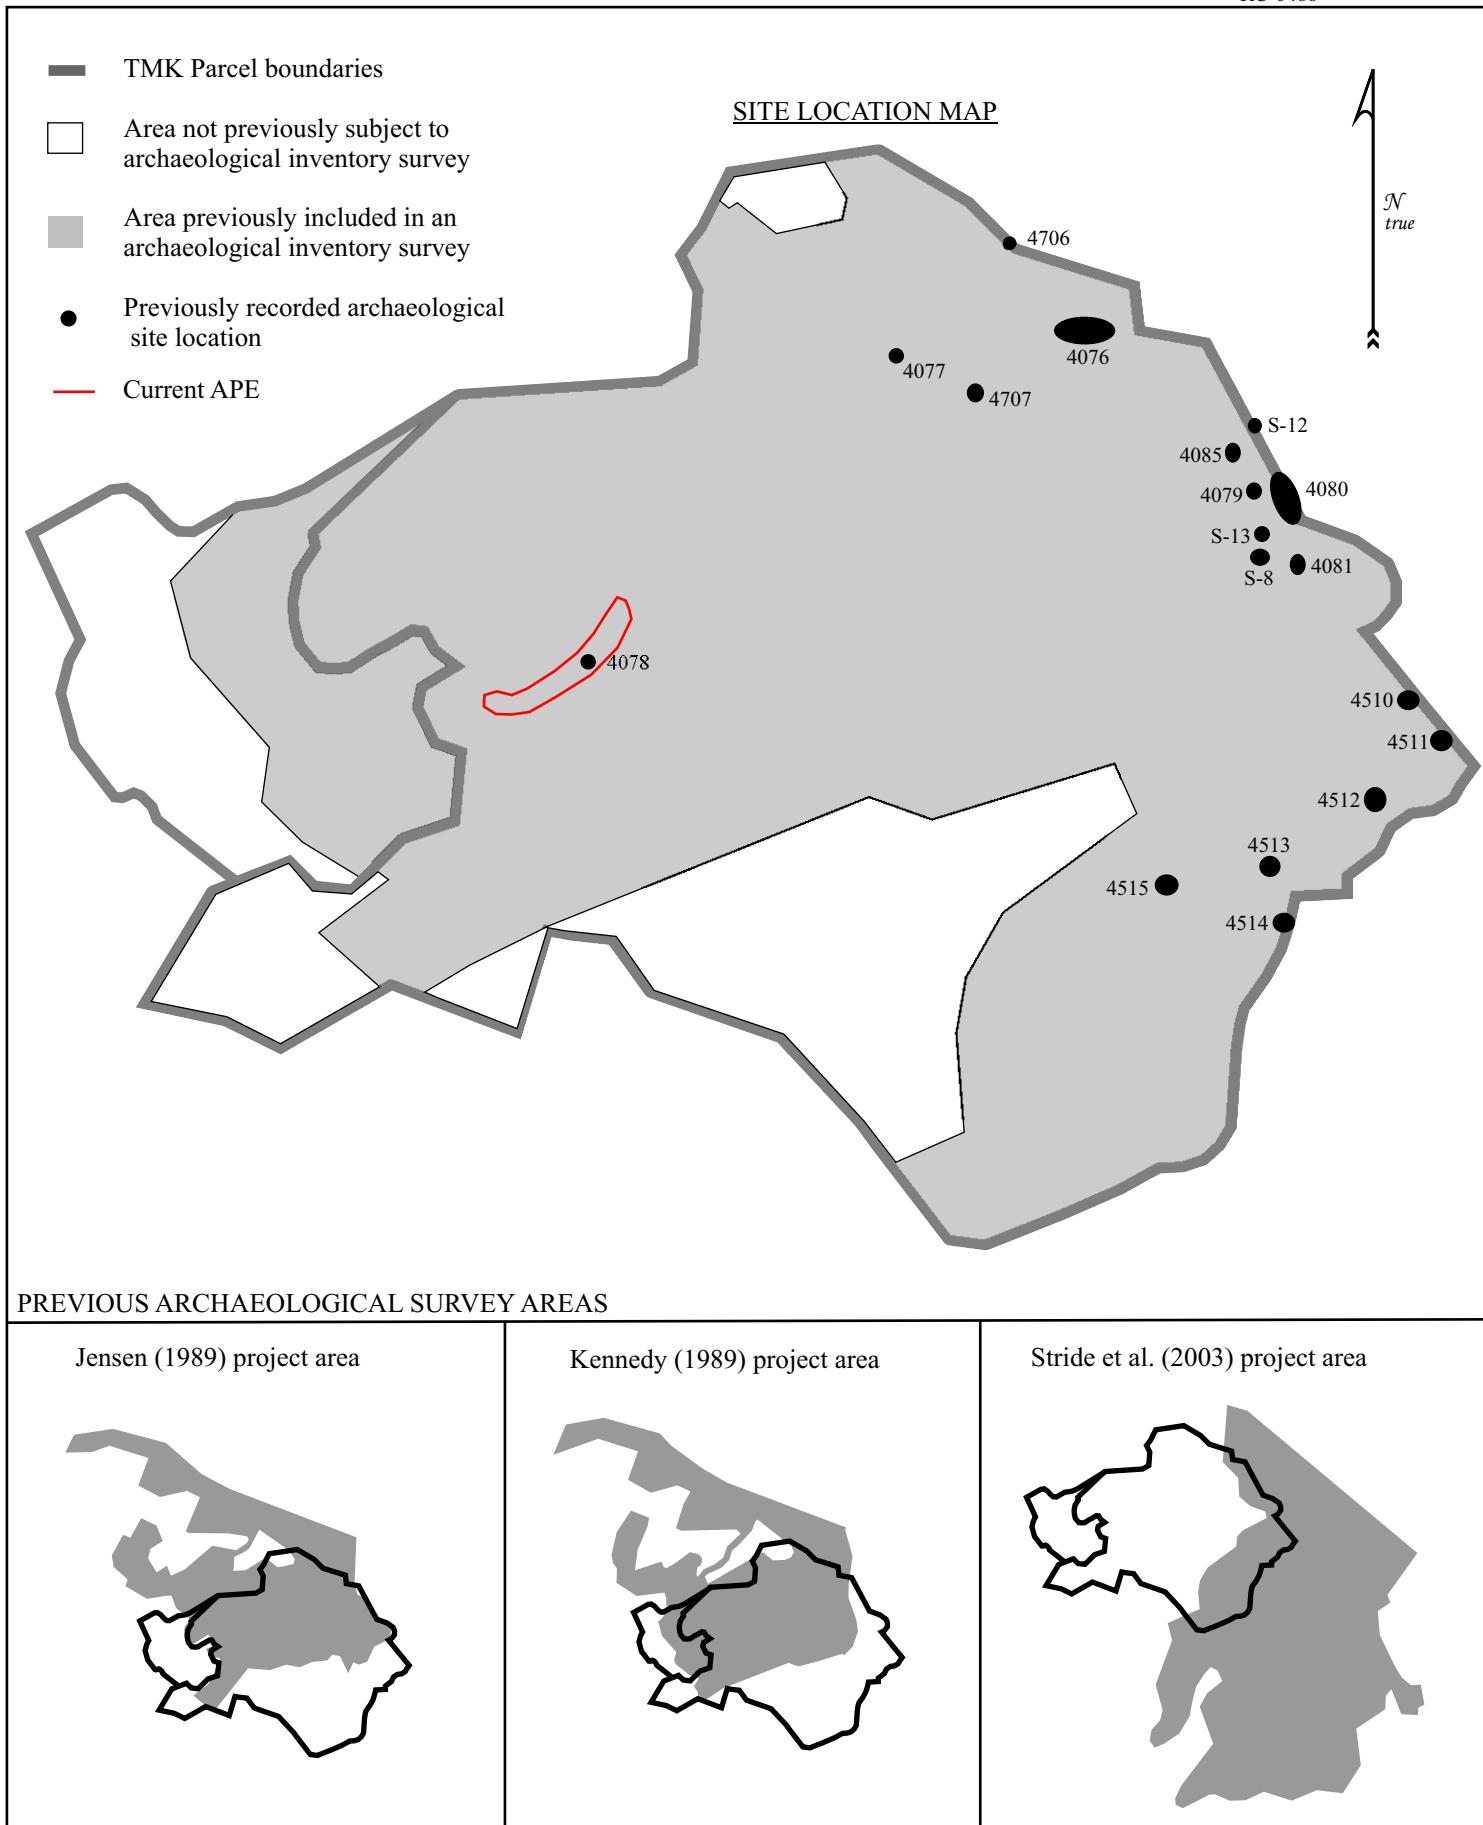 TMK Parcel boundaries
Area not previously subject to
archaeological inventory survey
Area previously included in an
archaeological inventory survey
Previously recorded archaeological
site location
Current APE
SITE LOCATION MAP
N
true
4706
4076
4077
4707
S-12
4085
4079
4080
S-13
S-8
4081
4078
4510
4511
4512
4513
4515
4514
PREVIOUS ARCHAEOLOGICAL SURVEY AREAS
Jensen (1989) project area
Kennedy (1989) project area
Stride et al. (2003) project area